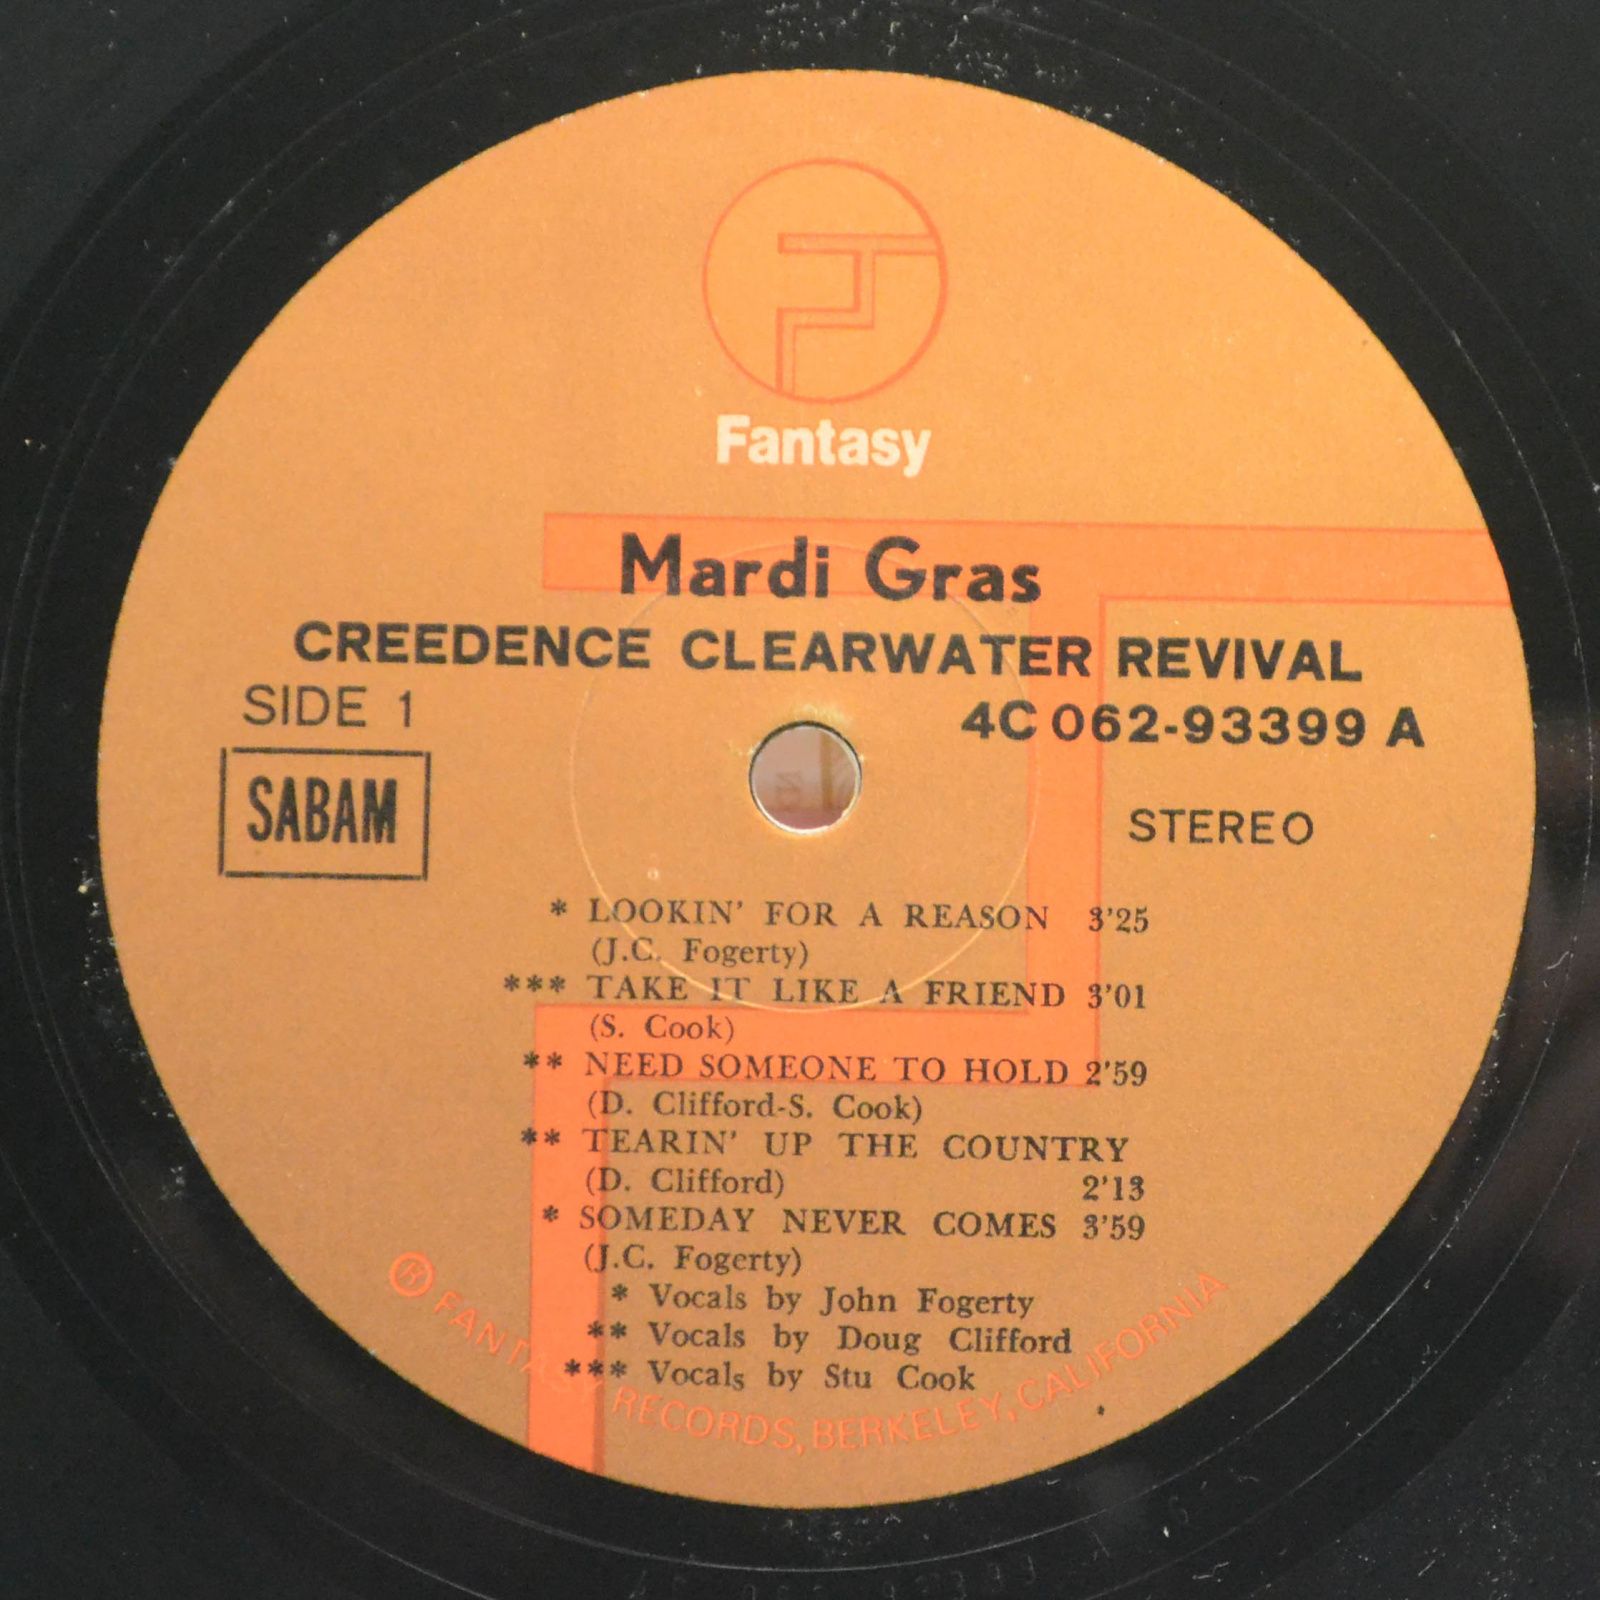 Fantasy
Mardi Gras
CREEDENCE CLEARWATER REVIVAL
SIDE 1
4C 062-93399 A
SABAM
STEREO
* LOOKIN' FOR A REASON 3'25
(J.C. Fogerty)
*** TAKE IT LIKE A FRIEND 3'01
(S. Cook)
** NEED SOMEONE TO HOLD 2'59
(D. Clifford-S. Cook)
** TEARIN' UP THE COUNTRY
(D. Clifford) 2'13
* SOMEDAY NEVER COMES 3'59
(J.C. Fogerty)
* Vocals by John Fogerty
** Vocals by Doug Clifford
*** Vocals by Stu Cook
® FANTASY RECORDS, BERKELEY, CALIFORNIA